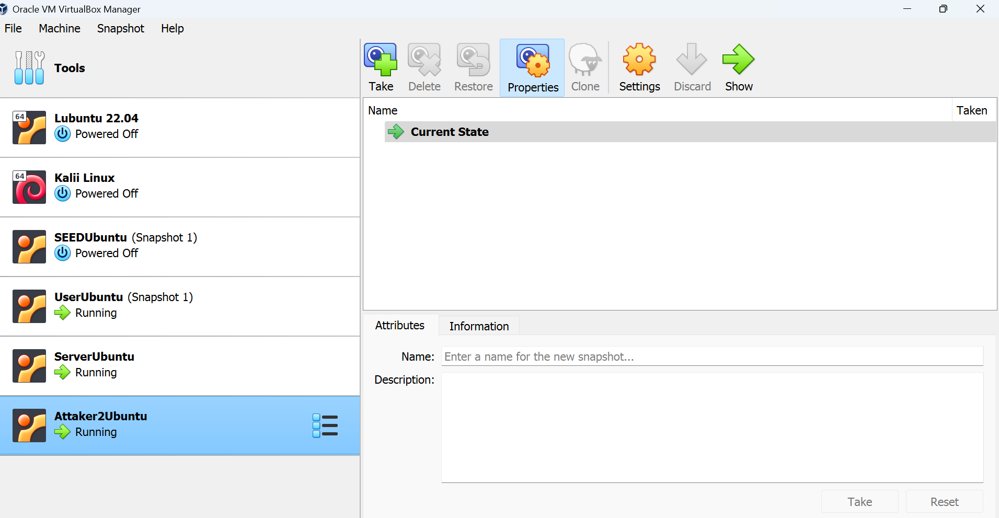 Oracle VM VirtualBox Manager
File Machine Snapshot Help
Tools
64
Lubuntu 22.04
Powered Off
64
Kalii Linux
Powered Off
SEEDUbuntu (Snapshot 1)
Powered Off
UserUbuntu (Snapshot 1)
Running
ServerUbuntu
Running
Attaker2Ubuntu
Running
Take Delete Restore Properties Clone Settings Discard Show
Name Taken
Current State
Attributes Information
Name: Enter a name for the new snapshot...
Description:
Take Reset